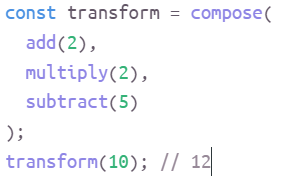 const transform = compose(
  add(2),
  multiply(2),
  subtract(5)
);
transform(10); // 12